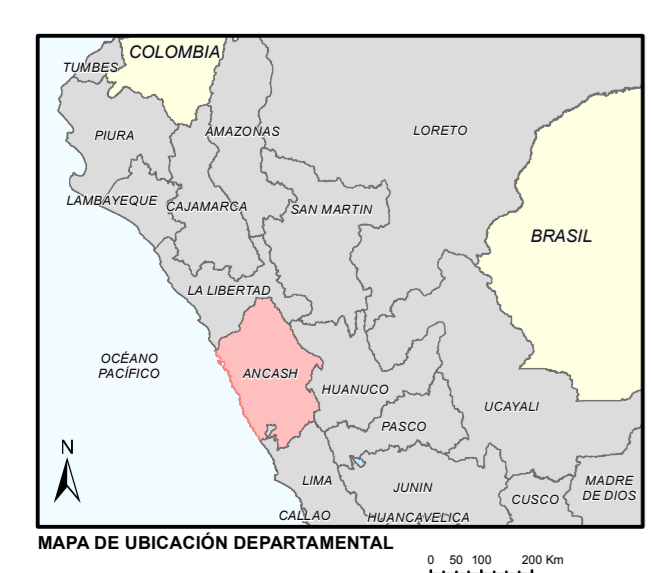 COLOMBIA
TUMBES
PIURA
AMAZONAS
LORETO
LAMBAYEQUE
CAJAMARCA
SAN MARTIN
BRASIL
LA LIBERTAD
OCÉANO
PACÍFICO
ANCASH
HUANUCO
UCAYALI
PASCO
N
LIMA
JUNIN
MADRE
DE DIOS
CUSCO
CALLAO
HUANCAVELICA
MAPA DE UBICACIÓN DEPARTAMENTAL
0 50 100 200 Km